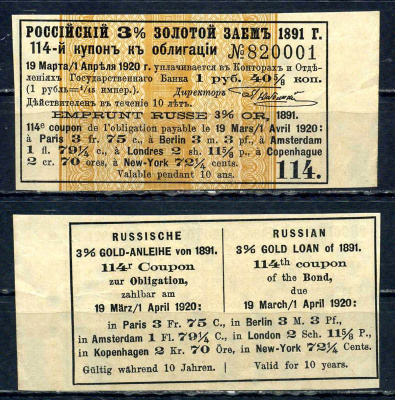 РОССІЙСКІЙ 3% ЗОЛОТОЙ ЗАЕМЪ 1891 Г.
114-й купонъ къ облигаціи №820001
19 Марта/1 Апрѣля 1920 г. уплачивается въ Конторахъ и Отдѣ-
леніяхъ Государственнаго Банка 1 руб. 40⅝ коп.
(1 рубль=¹/₁₅ импер.) Директоръ
Дѣйствителенъ въ теченіе 10 лѣтъ.
EMPRUNT RUSSE 3% OR, 1891.
114e coupon de l'obligation payable le 19 Mars/1 Avril 1920:
à Paris 3 fr. 75 c., à Berlin 3 m. 3 pf., à Amsterdam
1 fl. 79¼ c., à Londres 2 sh. 11⅝ p., à Copenhague
2 cr. 70 ores, à New-York 72¼ cents.
Valable pendant 10 ans. 114.
RUSSISCHE
3% GOLD-ANLEIHE von 1891.
114r Coupon
zur Obligation,
zahlbar am
19 März/1 April 1920:
RUSSIAN
3% GOLD LOAN of 1891.
114th coupon
of the Bond,
due
19 March/1 April 1920:
in Paris 3 Fr. 75 C., in Berlin 3 M. 3 Pf.,
in Amsterdam 1 Fl. 79¼ C., in London 2 Sh. 11⅝ P.,
in Kopenhagen 2 Kr. 70 Öre, in New-York 72¼ Cents.
Gültig während 10 Jahren. Valid for 10 years.